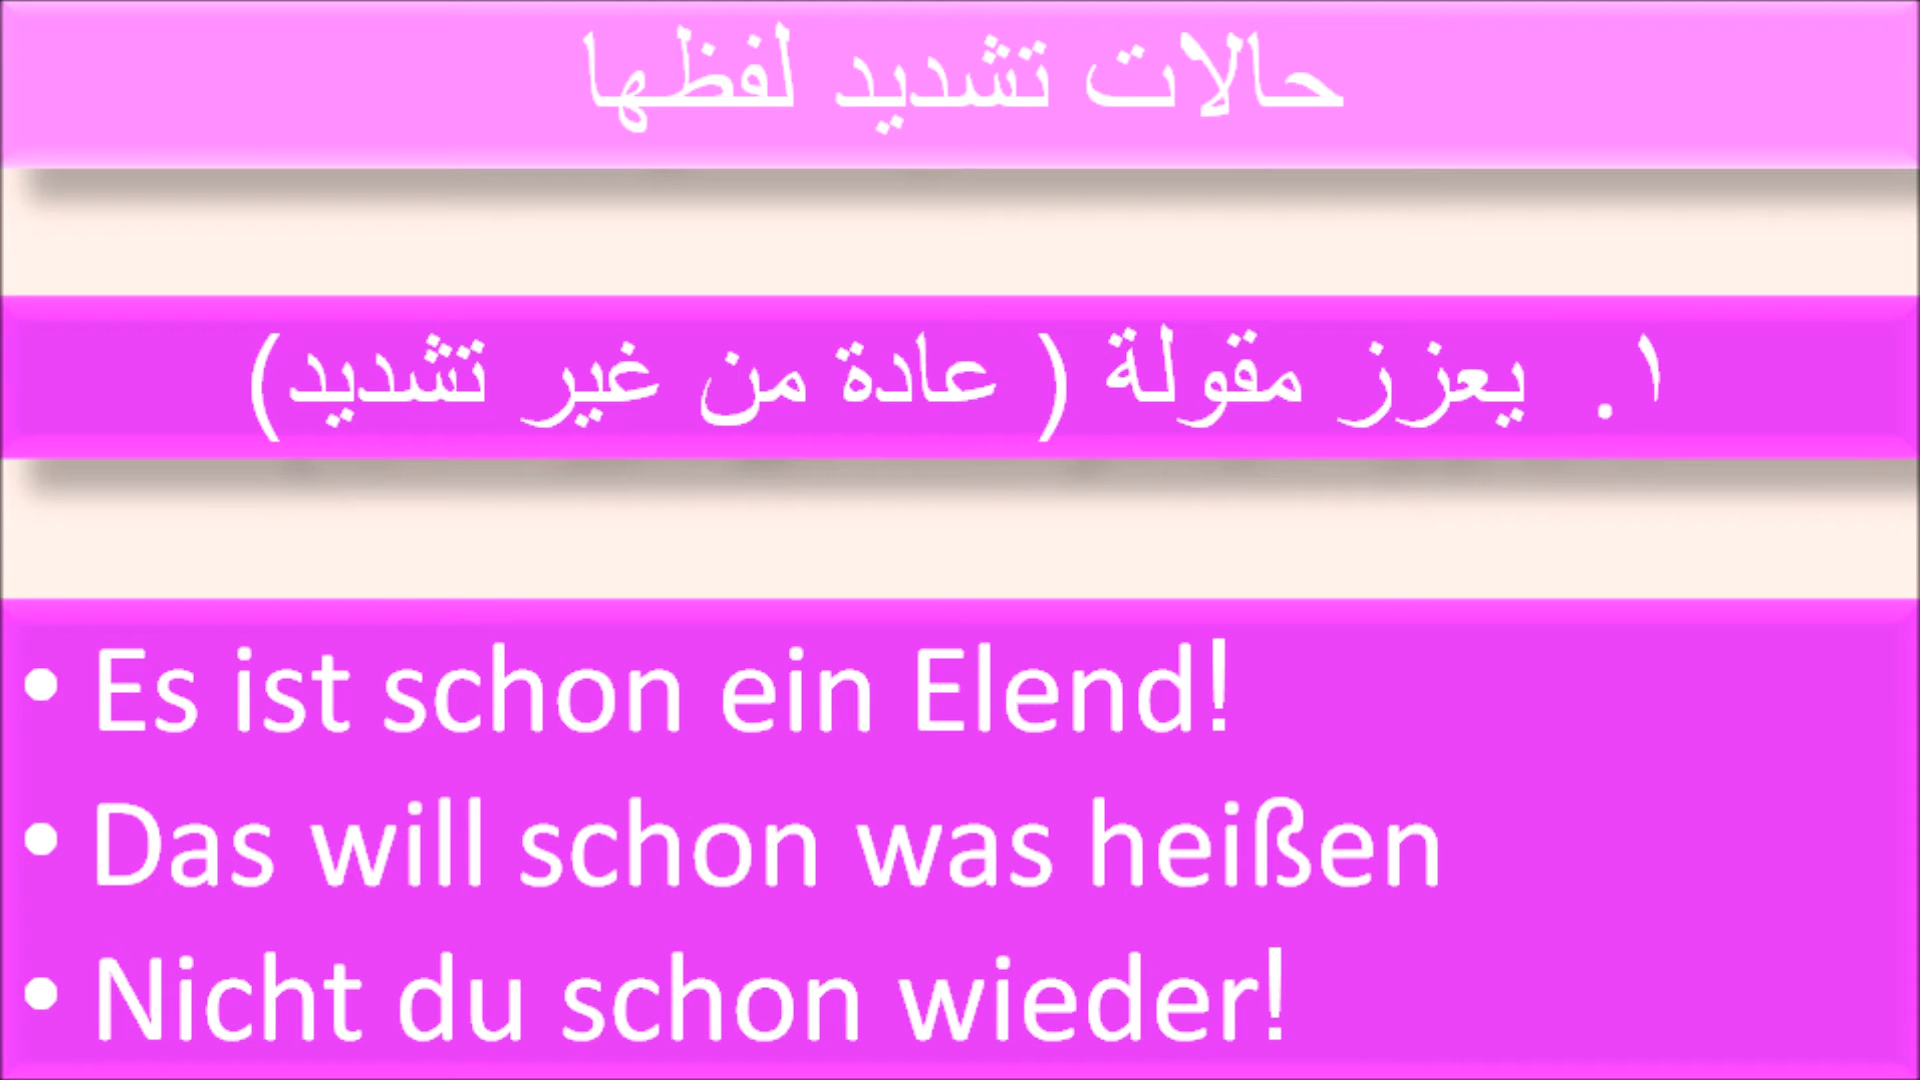 حالات تشديد لفظها
١. يعزز مقولة ( عادة من غير تشديد)
• Es ist schon ein Elend!
• Das will schon was heißen
• Nicht du schon wieder!